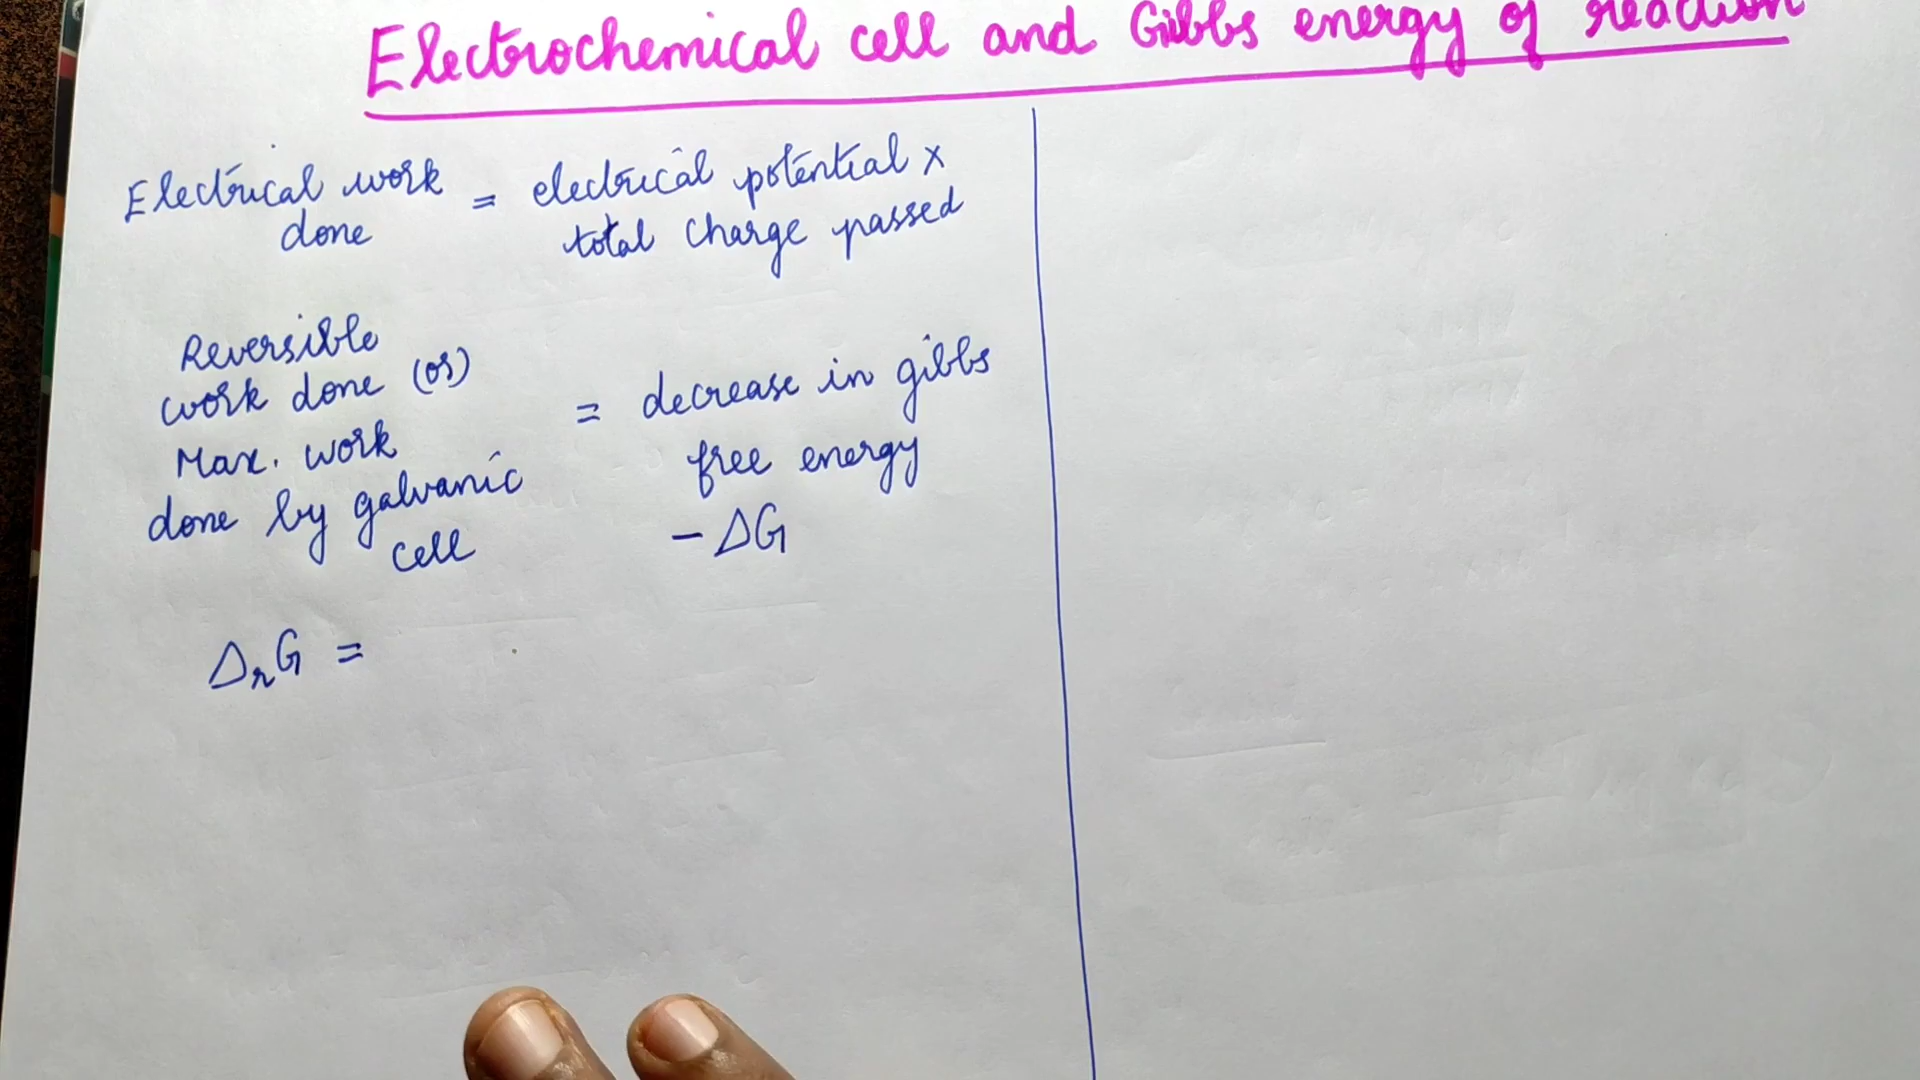 Electrochemical cell and Gibbs energy of reaction
Electrical work = electrical potential x
done total charge passed
Reversible
work done (or) = decrease in gibbs
Max. work free energy
done by galvanic
cell - ΔG
ΔrG =